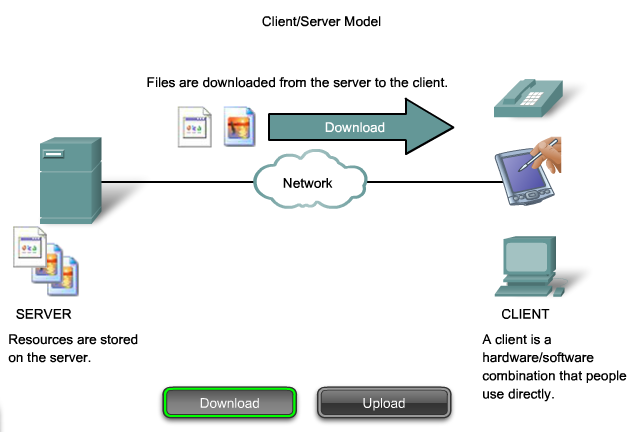 Client/Server Model
Files are downloaded from the server to the client.
Download
Network
SERVER
Resources are stored
on the server.
CLIENT
A client is a
hardware/software
combination that people
use directly.
Download
Upload